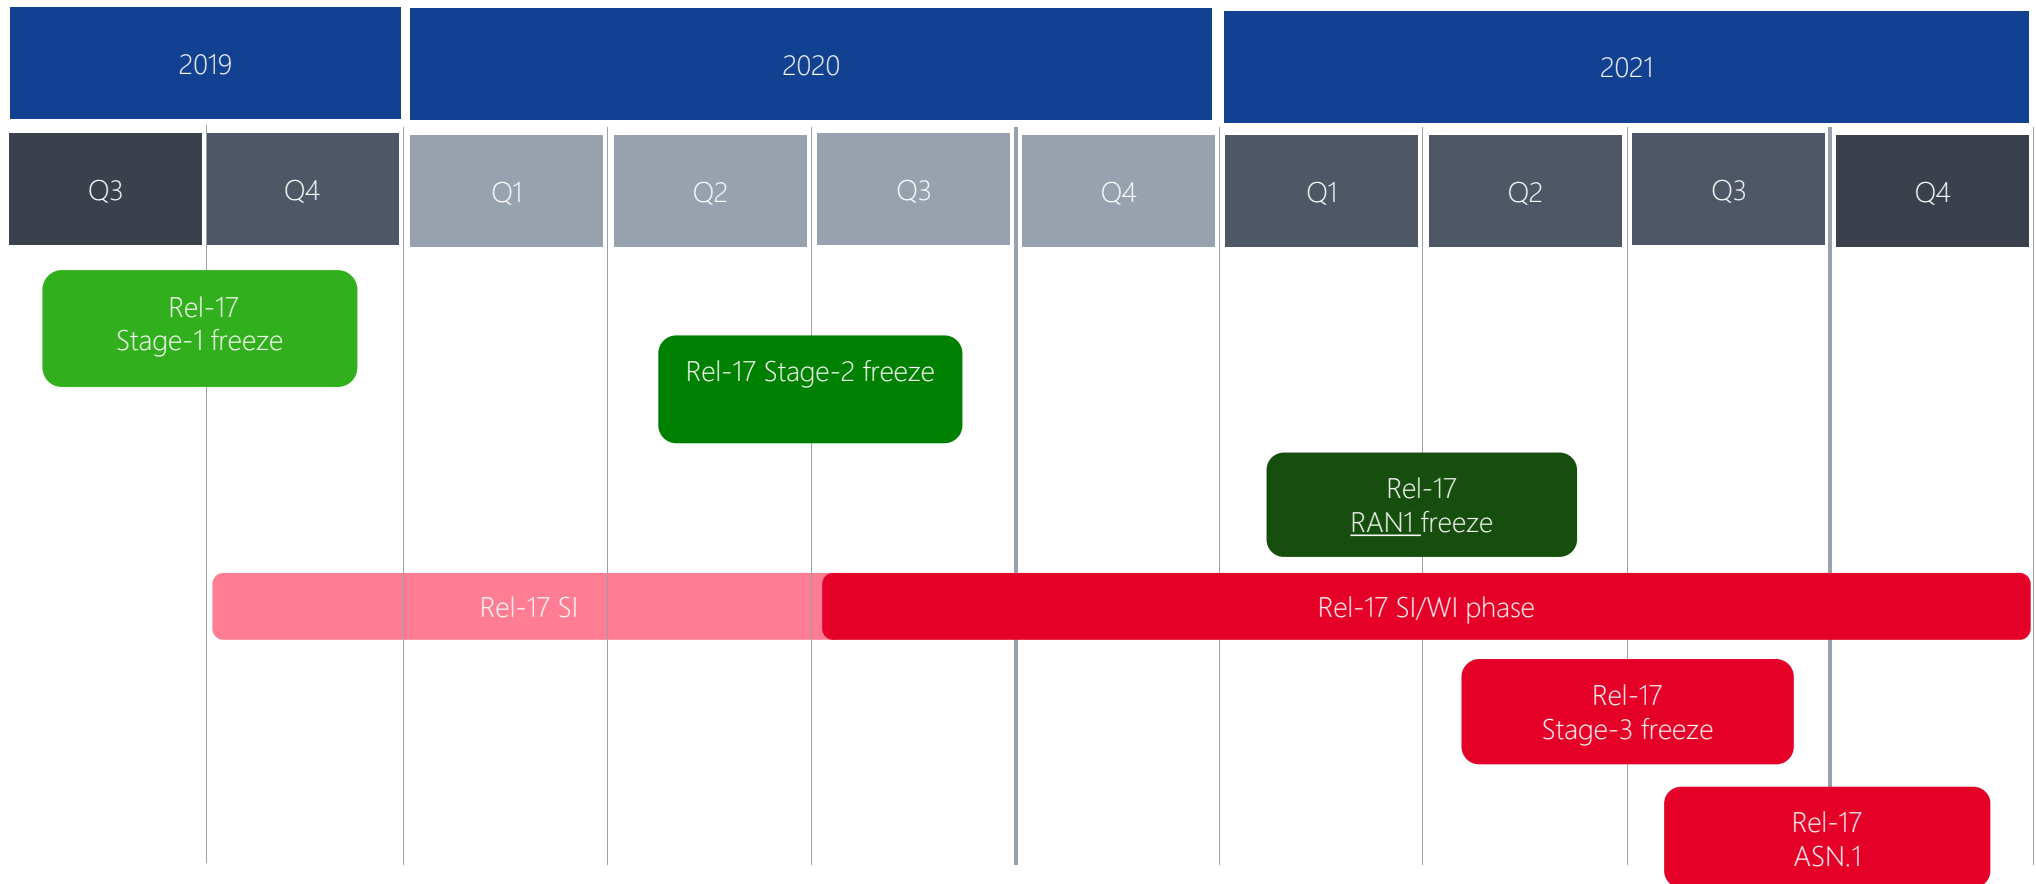 2019
2020
2021
Q3
Q4
Q1
Q2
Q3
Q4
Q1
Q2
Q3
Q4
Rel-17
Stage-1 freeze
Rel-17 Stage-2 freeze
Rel-17
RAN1 freeze
Rel-17 SI
Rel-17 SI/WI phase
Rel-17
Stage-3 freeze
Rel-17
ASN.1